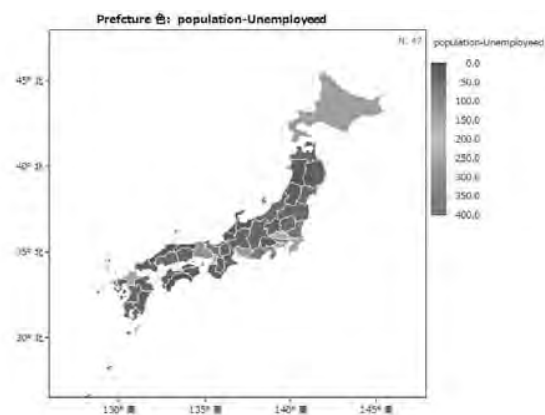 Prefcture 色: population-Unemployeed
N: 47
population-Unemployeed
0.0
50.0
100.0
150.0
200.0
250.0
300.0
350.0
400.0
45° 北
40° 北
35° 北
30° 北
130° 東
135° 東
140° 東
145° 東